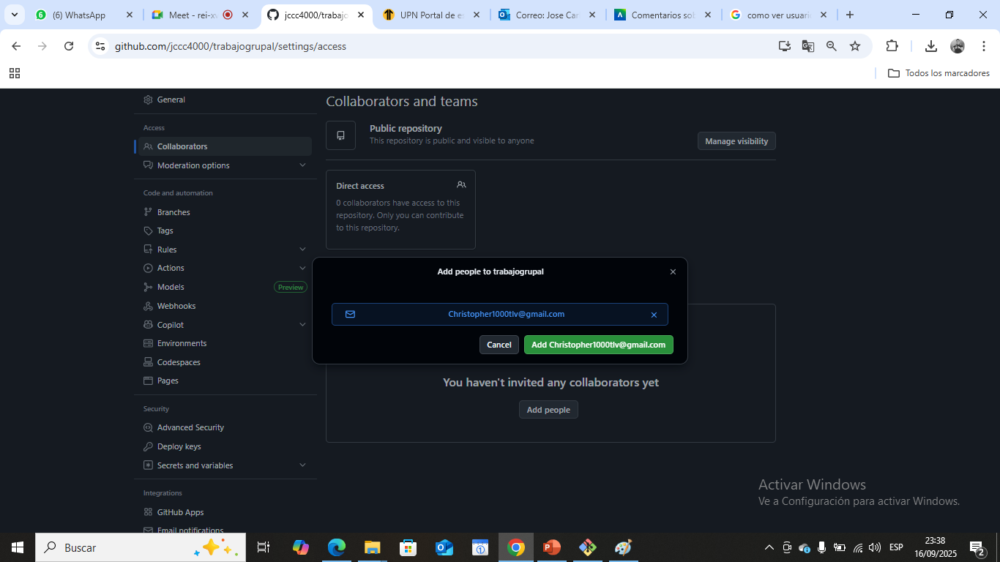 (6) WhatsApp
Meet - rei-xv
jccc4000/trabajo
UPN Portal de es
Correo: Jose Car
Comentarios sob
como ver usuario
github.com/jccc4000/trabajogrupal/settings/access
Todos los marcadores
General
Access
Collaborators
Moderation options
Code and automation
Branches
Tags
Rules
Actions
Models
Preview
Webhooks
Copilot
Environments
Codespaces
Pages
Security
Advanced Security
Deploy keys
Secrets and variables
Integrations
GitHub Apps
Email notifications
Collaborators and teams
Public repository
This repository is public and visible to anyone
Manage visibility
Direct access
0 collaborators have access to this
repository. Only you can contribute
to this repository.
Add people to trabajogrupal
Christopher1000tlv@gmail.com
Cancel
Add Christopher1000tlv@gmail.com
You haven't invited any collaborators yet
Add people
Activar Windows
Ve a Configuración para activar Windows.
Buscar
ESP
23:38
16/09/2025
2